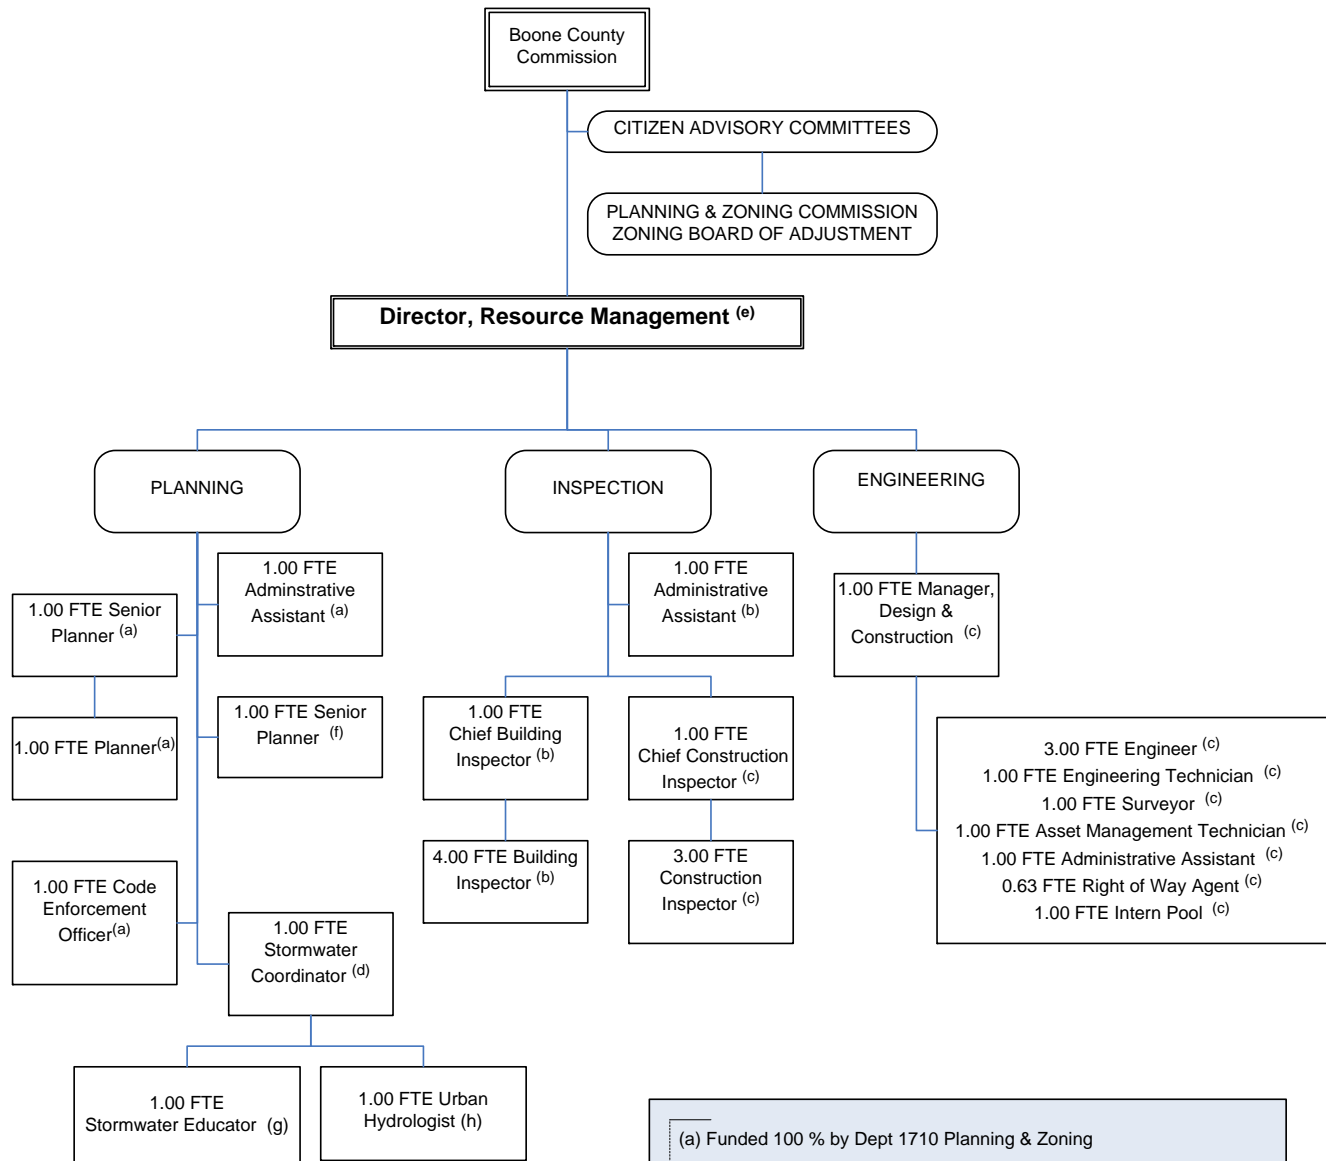 Boone County
Commission
CITIZEN ADVISORY COMMITTEES
PLANNING & ZONING COMMISSION
ZONING BOARD OF ADJUSTMENT
Director, Resource Management (e)
PLANNING
INSPECTION
ENGINEERING
1.00 FTE Senior
Planner (a)
1.00 FTE
Adminstrative
Assistant (a)
1.00 FTE Planner(a)
1.00 FTE Senior
Planner (f)
1.00 FTE Code
Enforcement
Officer(a)
1.00 FTE
Stormwater
Coordinator (d)
1.00 FTE
Stormwater Educator (g)
1.00 FTE Urban
Hydrologist (h)
1.00 FTE
Administrative
Assistant (b)
1.00 FTE
Chief Building
Inspector (b)
1.00 FTE
Chief Construction
Inspector (c)
4.00 FTE Building
Inspector (b)
3.00 FTE
Construction
Inspector (c)
1.00 FTE Manager,
Design &
Construction (c)
3.00 FTE Engineer (c)
1.00 FTE Engineering Technician (c)
1.00 FTE Surveyor (c)
1.00 FTE Asset Management Technician (c)
1.00 FTE Administrative Assistant (c)
0.63 FTE Right of Way Agent (c)
1.00 FTE Intern Pool (c)
(a) Funded 100 % by Dept 1710 Planning & Zoning